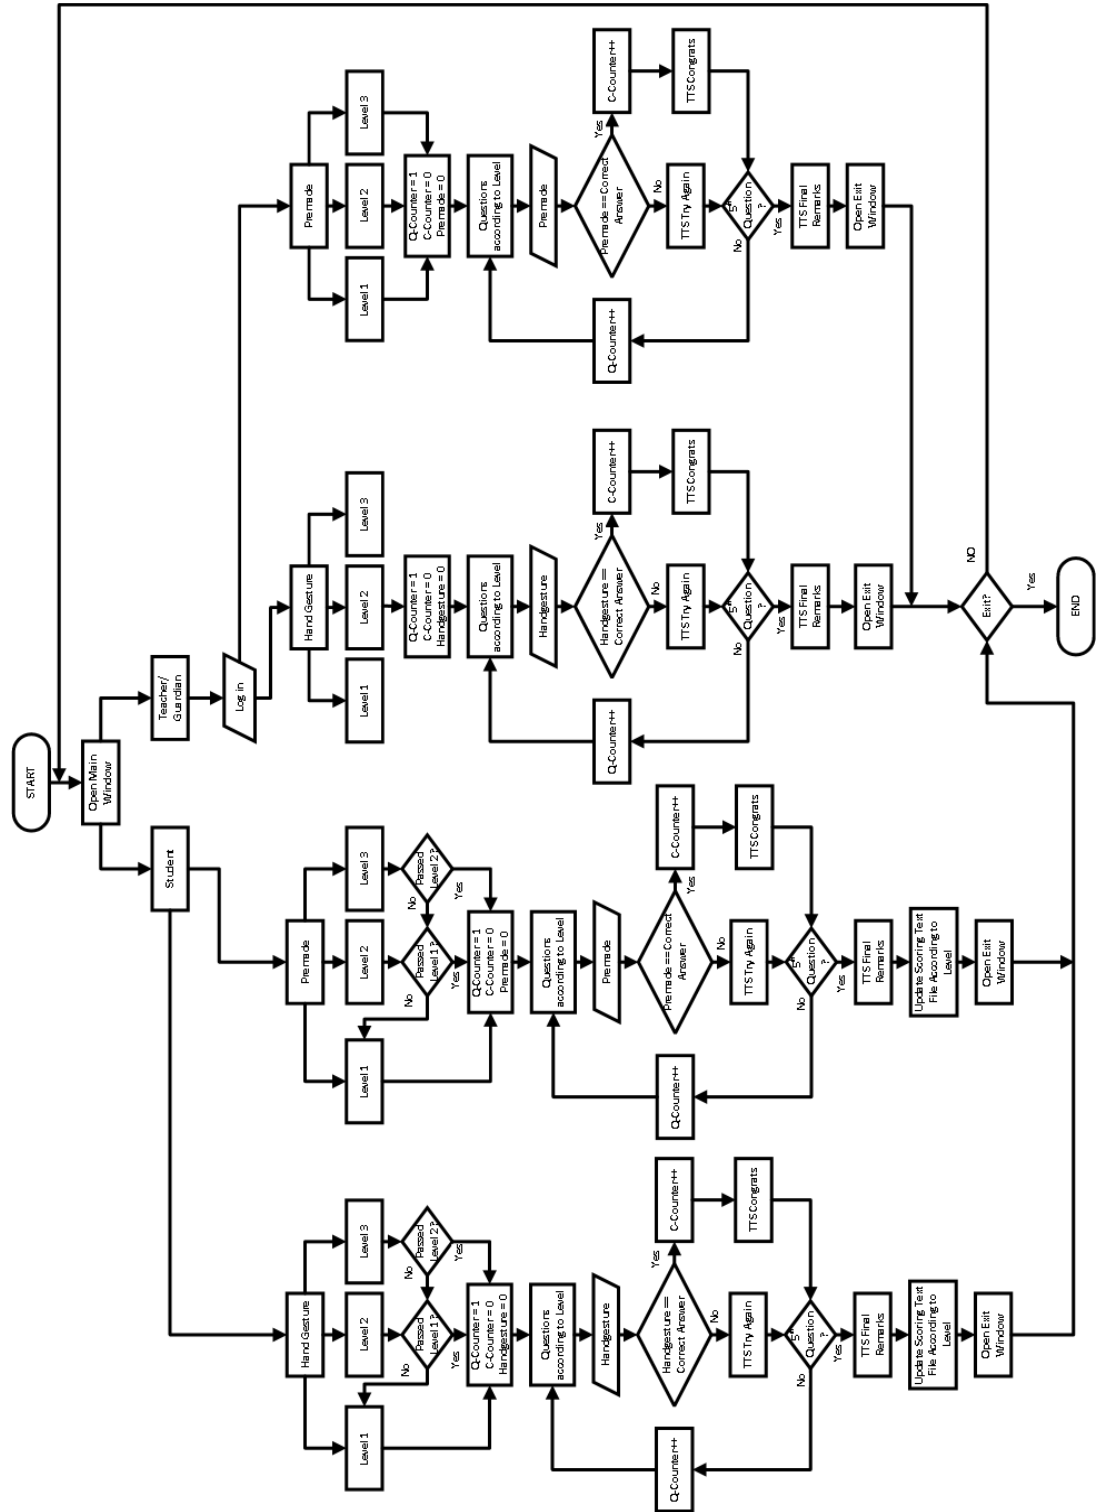 START
Open Main
Window
Student
Teacher/
Guardian
Log in
Hand Gesture
Level 1
Level 2
Level 3
Passed
Level 2?
No
Yes
Passed
Level 1?
No
Yes
Q-Counter = 1
C-Counter = 0
Handgesture = 0
Questions
according to Level
Handgesture
Handgesture ==
Correct Answer
Yes
No
C-Counter++
TTS Congrats
TTS Try Again
5th
Question
?
No
Yes
Q-Counter++
TTS Final
Remarks
Update Scoring Text
File According to
Level
Open Exit
Window
Premade
Level 1
Level 2
Level 3
Passed
Level 2?
No
Yes
Passed
Level 1?
No
Yes
Q-Counter = 1
C-Counter = 0
Premade = 0
Questions
according to Level
Premade
Premade ==Correct
Answer
Yes
No
C-Counter++
TTS Congrats
TTS Try Again
5th
Question
?
No
Yes
Q-Counter++
TTS Final
Remarks
Update Scoring Text
File According to
Level
Open Exit
Window
Hand Gesture
Level 1
Level 2
Level 3
Q-Counter = 1
C-Counter = 0
Handgesture = 0
Questions
according to Level
Handgesture
Handgesture ==
Correct Answer
Yes
No
C-Counter++
TTS Congrats
TTS Try Again
5th
Question
?
No
Yes
Q-Counter++
TTS Final
Remarks
Open Exit
Window
Premade
Level 1
Level 2
Level 3
Q-Counter = 1
C-Counter = 0
Premade = 0
Questions
according to Level
Premade
Premade ==Correct
Answer
Yes
No
C-Counter++
TTS Congrats
TTS Try Again
5th
Question
?
No
Yes
Q-Counter++
TTS Final
Remarks
Open Exit
Window
Exit?
NO
Yes
END